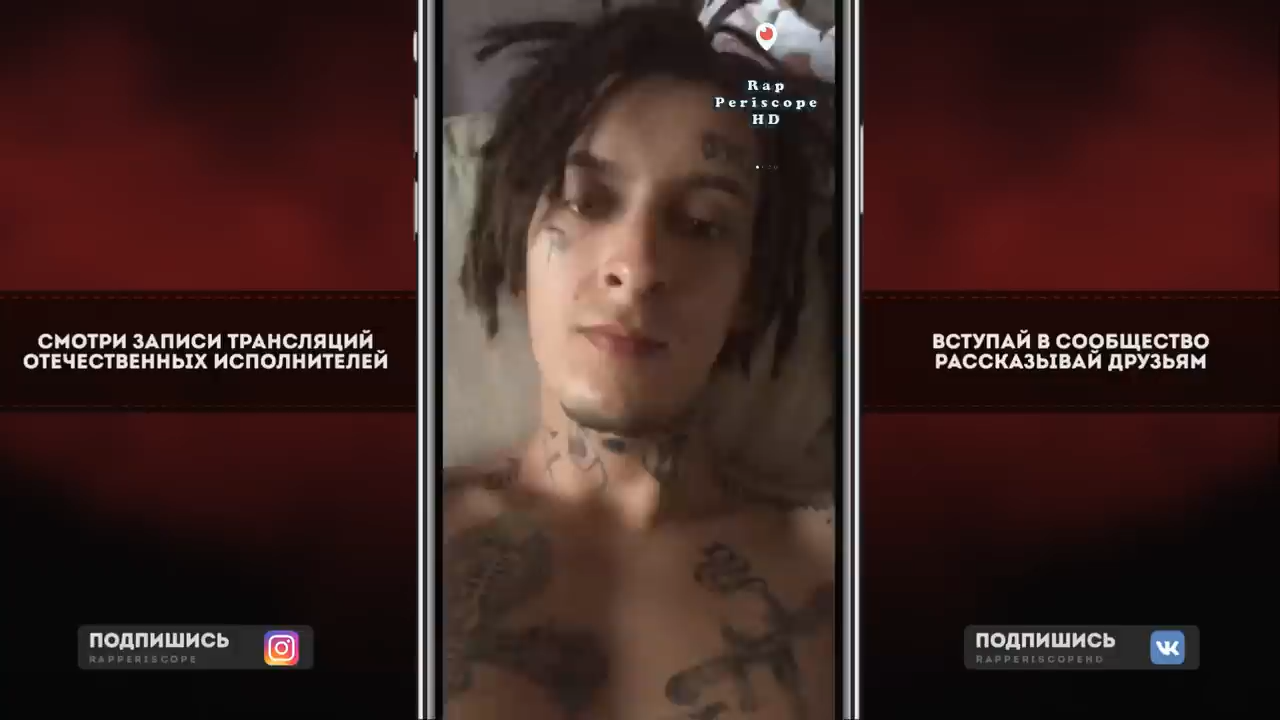 Rap
Periscope
HD
СМОТРИ ЗАПИСИ ТРАНСЛЯЦИЙ
ОТЕЧЕСТВЕННЫХ ИСПОЛНИТЕЛЕЙ
ВСТУПАЙ В СООБЩЕСТВО
РАССКАЗЫВАЙ ДРУЗЬЯМ
ПОДПИШИСЬ
RAPPERISCOPE
ПОДПИШИСЬ
RAPPERISCOPEHD